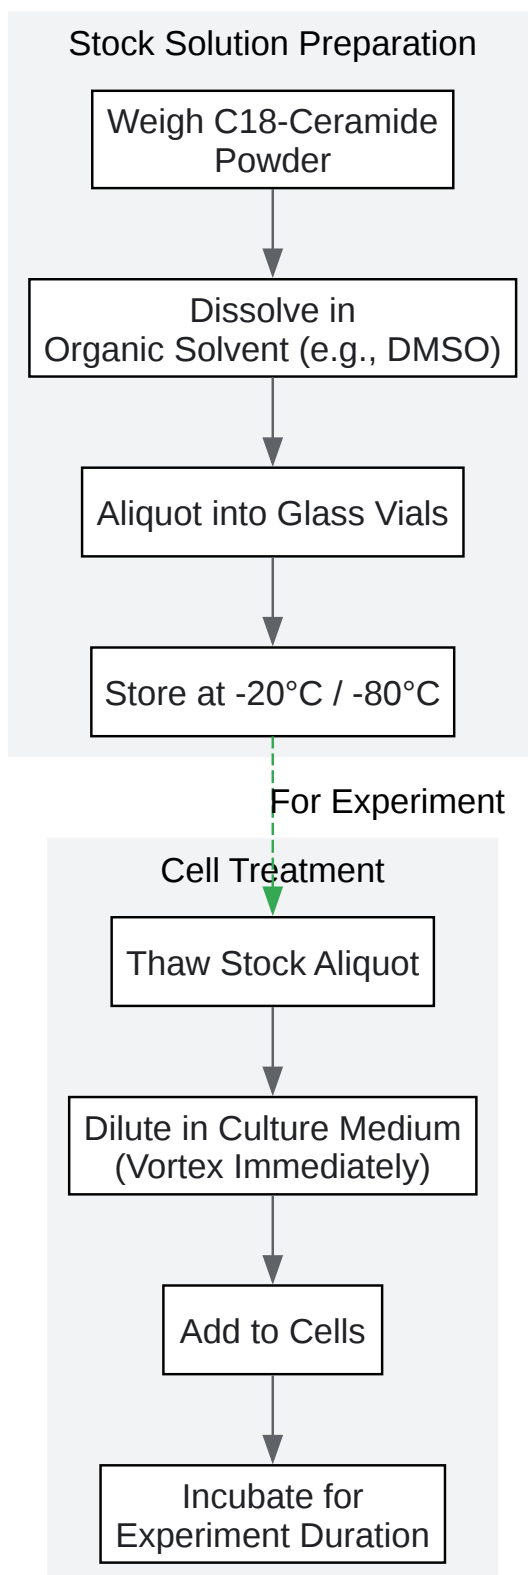 Stock Solution Preparation
Weigh C18-Ceramide
Powder
Dissolve in
Organic Solvent (e.g., DMSO)
Aliquot into Glass Vials
Store at -20°C / -80°C
For Experiment
Cell Treatment
Thaw Stock Aliquot
Dilute in Culture Medium
(Vortex Immediately)
Add to Cells
Incubate for
Experiment Duration